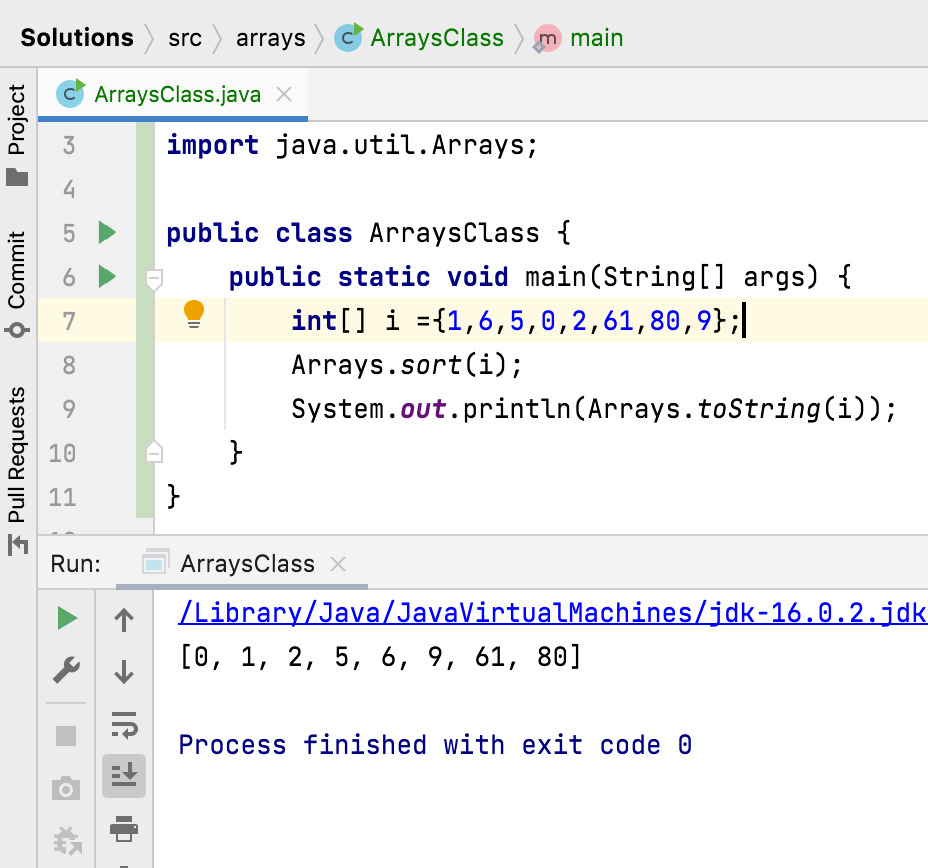 Solutions src arrays ArraysClass main
ArraysClass.java
Project
Commit
Pull Requests
3 import java.util.Arrays;
4
5 public class ArraysClass {
6 public static void main(String[] args) {
7 int[] i ={1,6,5,0,2,61,80,9};
8 Arrays.sort(i);
9 System.out.println(Arrays.toString(i));
10 }
11 }
Run: ArraysClass
/Library/Java/JavaVirtualMachines/jdk-16.0.2.jdk
[0, 1, 2, 5, 6, 9, 61, 80]
Process finished with exit code 0